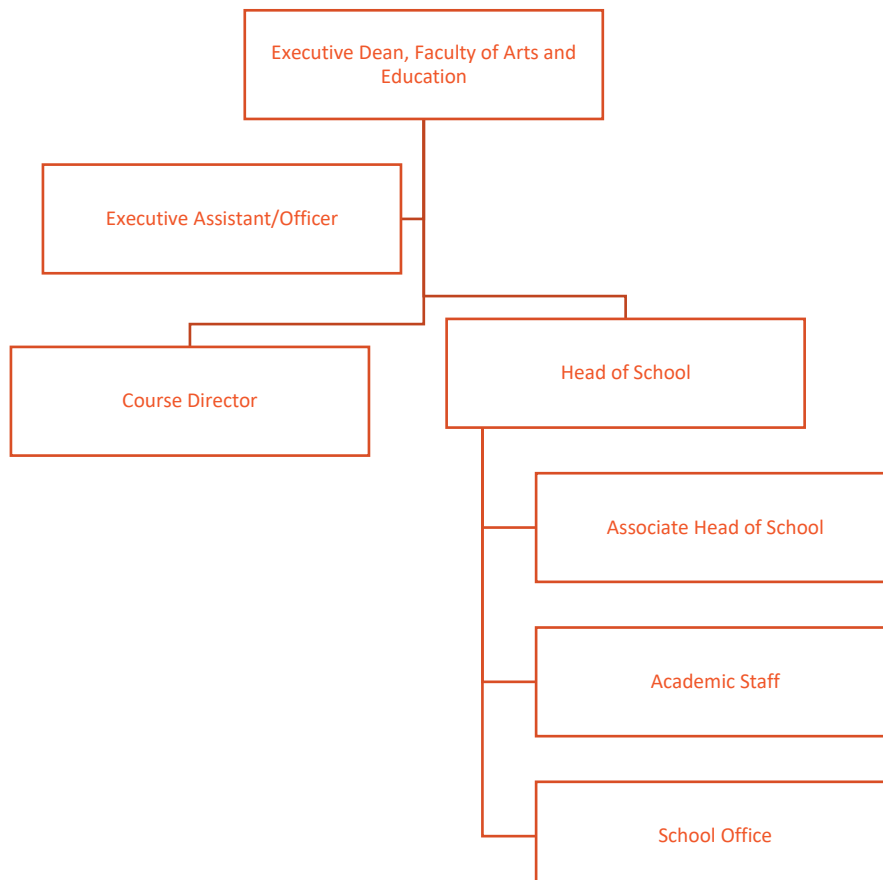 Executive Dean, Faculty of Arts and
Education
Executive Assistant/Officer
Course Director
Head of School
Associate Head of School
Academic Staff
School Office